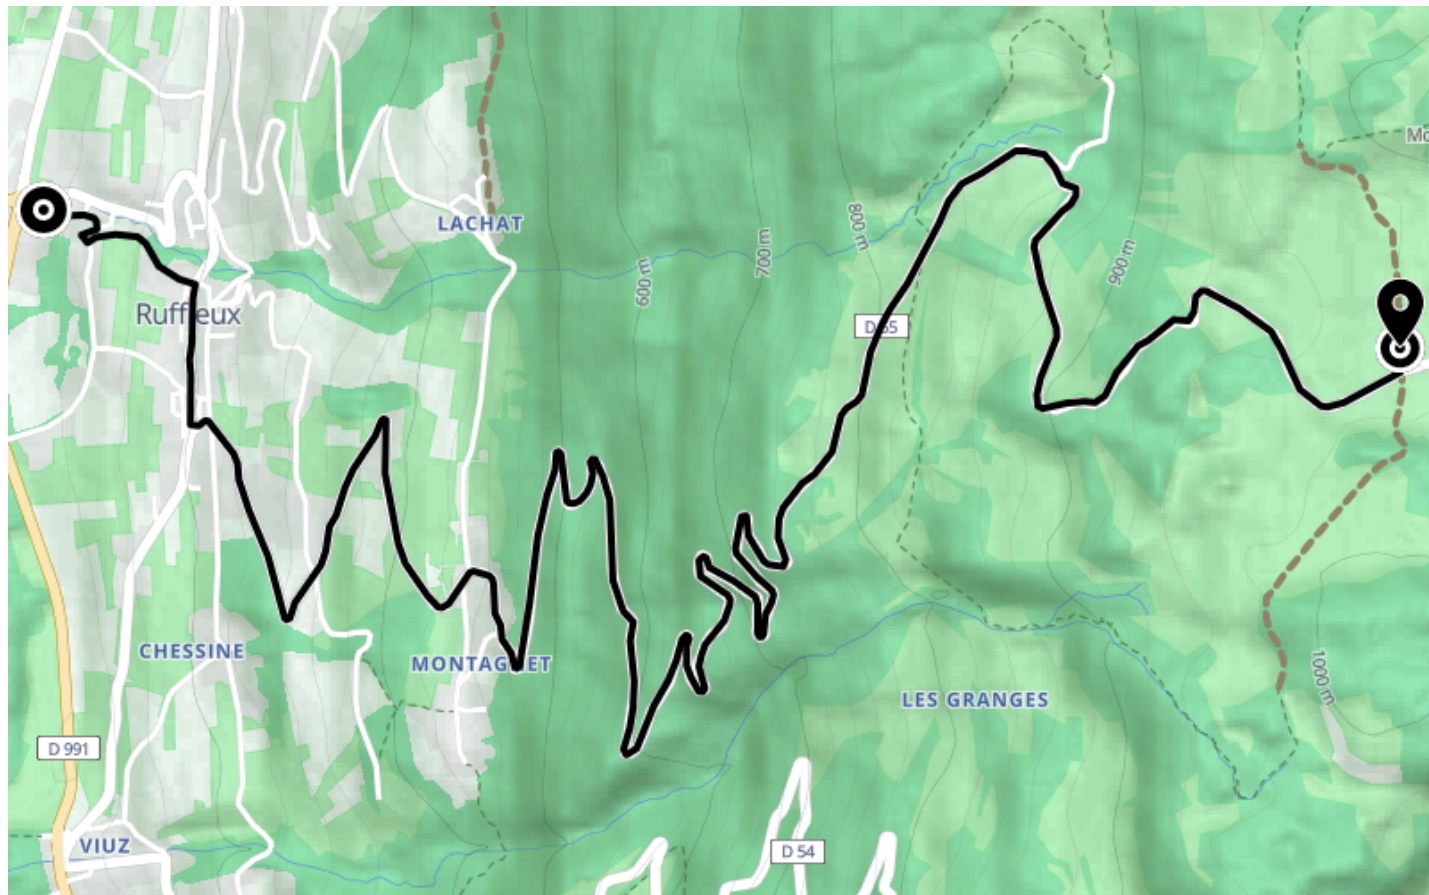 Mo
LACHAT
800 m
700 m
900 m
600 m
Ruffieux
D 55
CHESSINE
MONTAGNET
1000 m
LES GRANGES
D 991
VIUZ
D 54